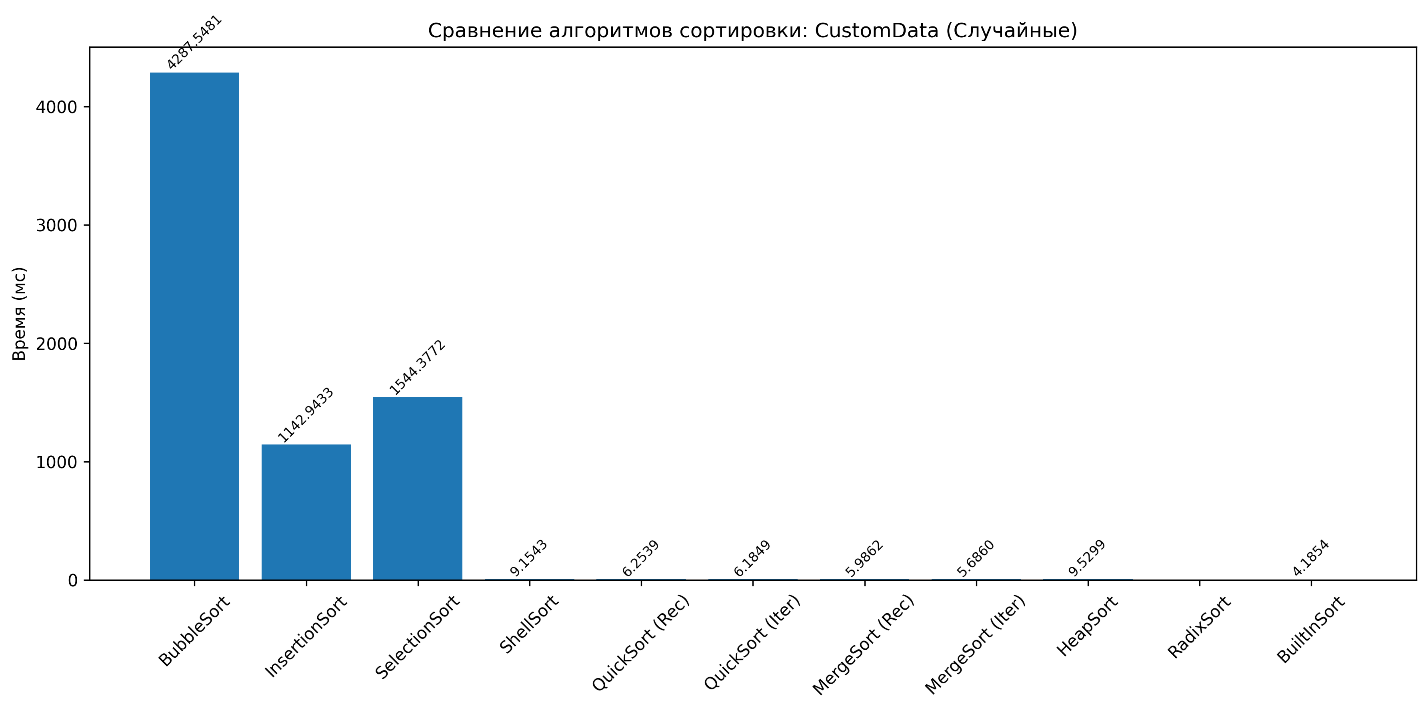 Сравнение алгоритмов сортировки: CustomData (Случайные)
Время (мс)
4000
3000
2000
1000
0
4287.5481
1142.9433
1544.3772
9.1543
6.2539
6.1849
5.9862
5.6860
9.5299
4.1854
BubbleSort
InsertionSort
SelectionSort
ShellSort
QuickSort (Rec)
QuickSort (Iter)
MergeSort (Rec)
MergeSort (Iter)
HeapSort
RadixSort
BuiltInSort